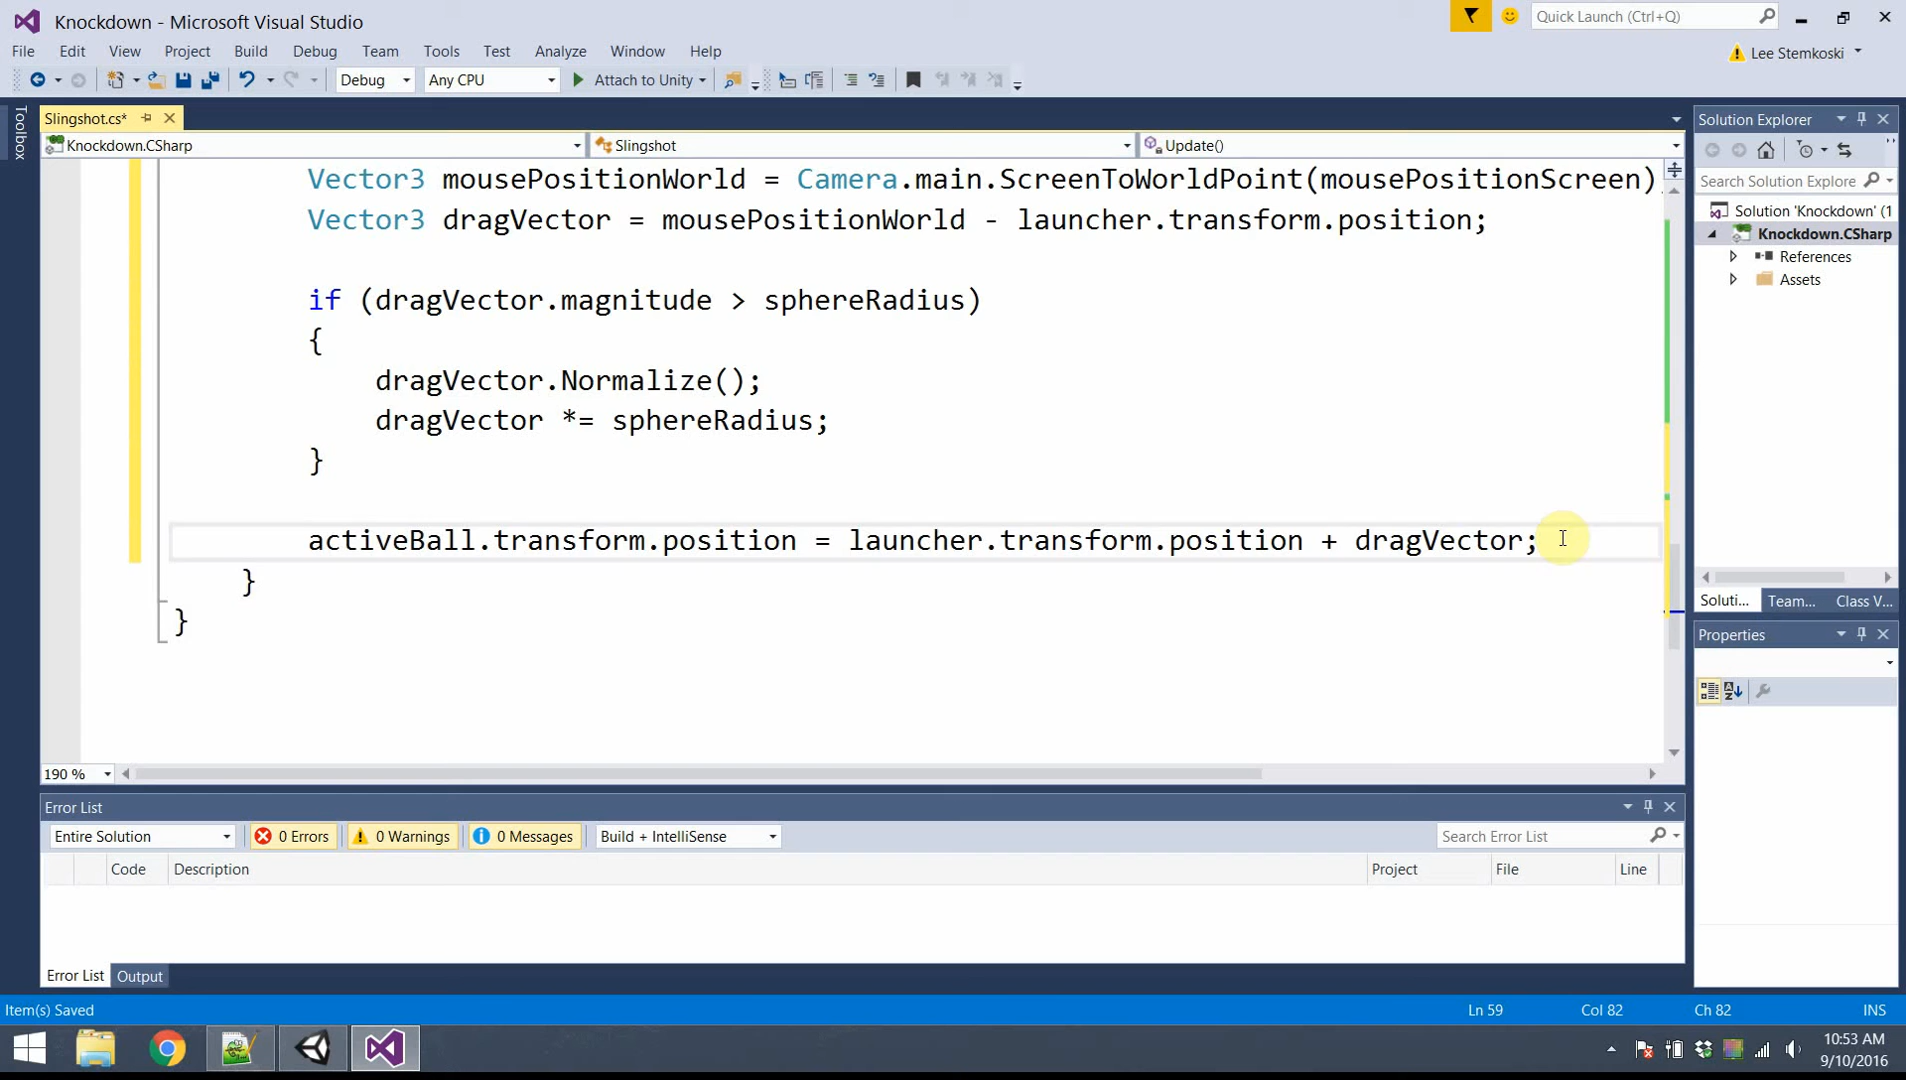 Knockdown - Microsoft Visual Studio
Quick Launch (Ctrl+Q)
File Edit View Project Build Debug Team Tools Test Analyze Window Help
Lee Stemkoski
Debug Any CPU Attach to Unity
Toolbox
Slingshot.cs*
Knockdown.CSharp Slingshot Update()
Vector3 mousePositionWorld = Camera.main.ScreenToWorldPoint(mousePositionScreen)
Vector3 dragVector = mousePositionWorld - launcher.transform.position;
if (dragVector.magnitude > sphereRadius)
{
dragVector.Normalize();
dragVector *= sphereRadius;
}
activeBall.transform.position = launcher.transform.position + dragVector;
}
}
190 %
Solution Explorer
Search Solution Explore
Solution 'Knockdown' (1
Knockdown.CSharp
References
Assets
Soluti... Team... Class V...
Properties
Error List
Entire Solution 0 Errors 0 Warnings 0 Messages Build + IntelliSense Search Error List
Code Description Project File Line
Error List Output
Item(s) Saved Ln 59 Col 82 Ch 82 INS
10:53 AM
9/10/2016